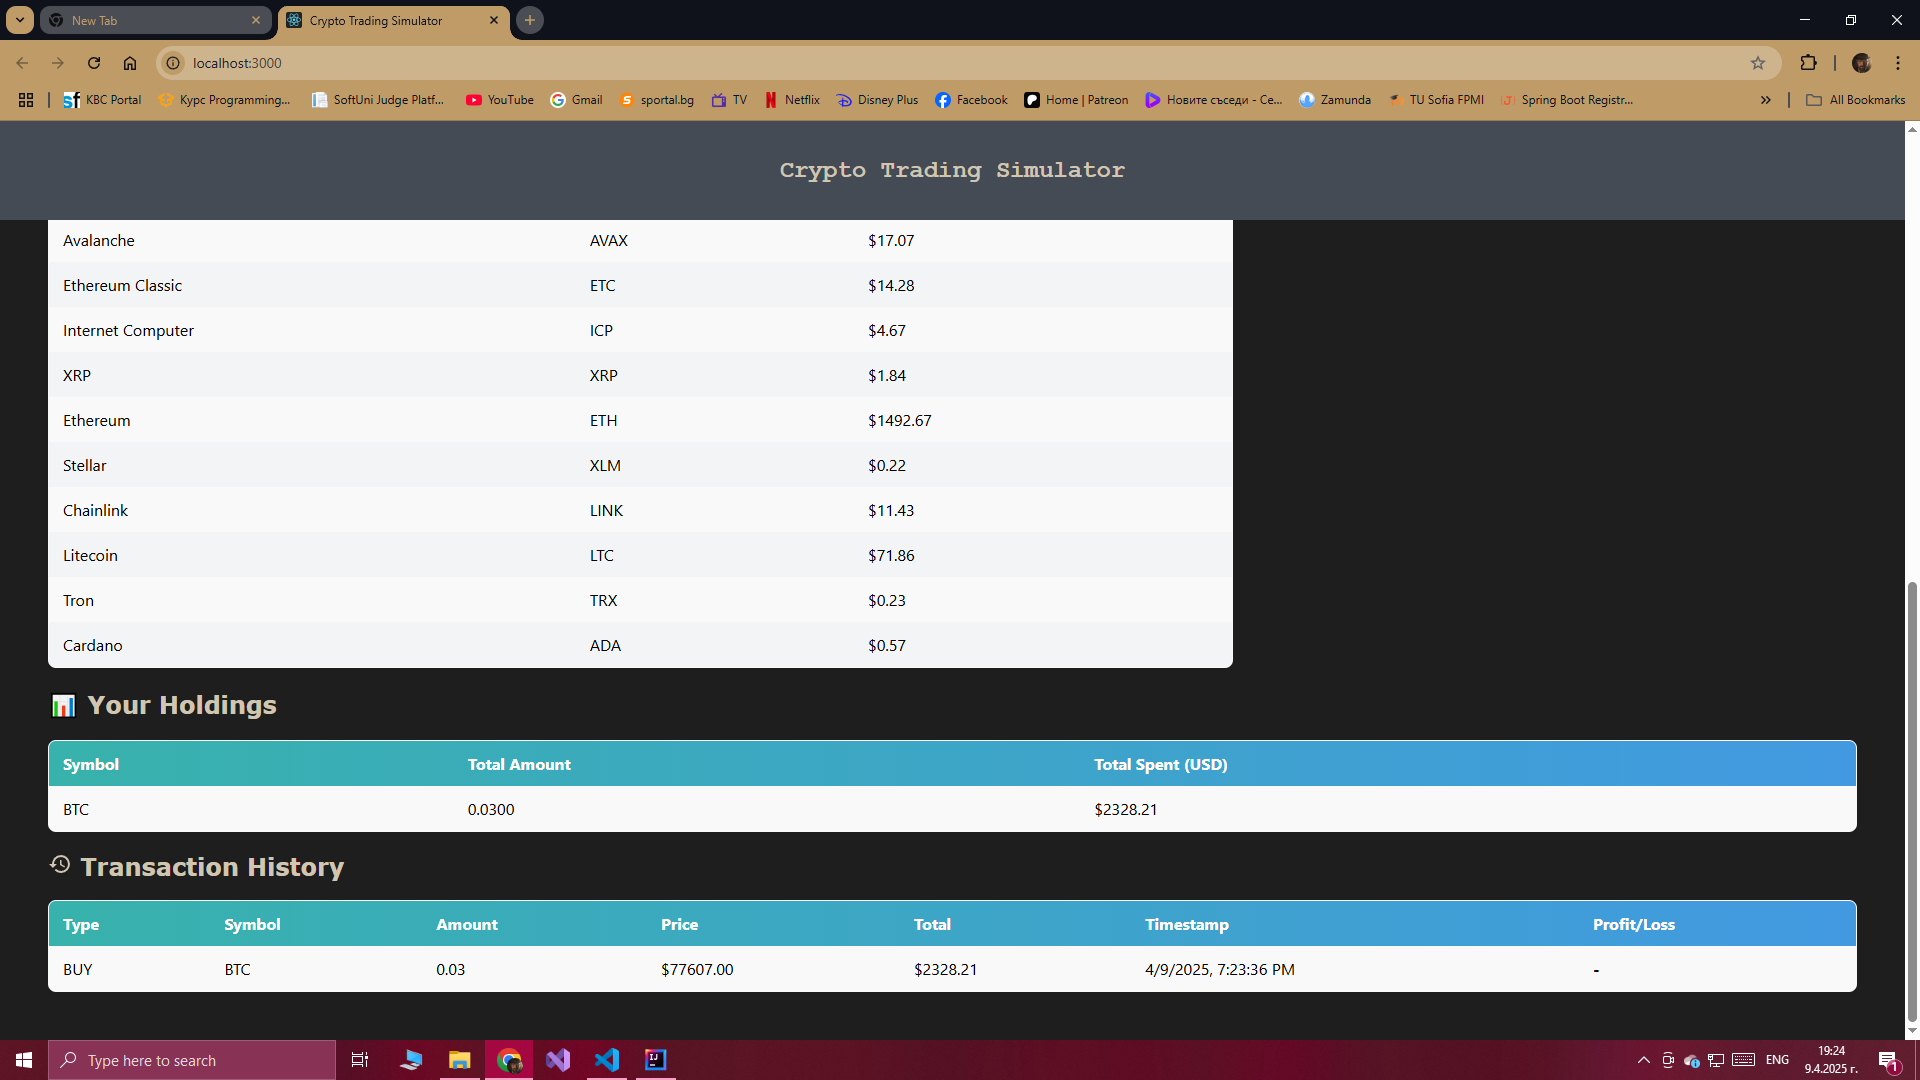 New Tab
Crypto Trading Simulator
localhost:3000
KBC Portal
Курс Programming...
SoftUni Judge Platf...
YouTube
Gmail
sportal.bg
TV
Netflix
Disney Plus
Facebook
Home | Patreon
Новите съседи - Се...
Zamunda
TU Sofia FPMI
Spring Boot Registr...
All Bookmarks
Crypto Trading Simulator
Avalanche AVAX $17.07
Ethereum Classic ETC $14.28
Internet Computer ICP $4.67
XRP XRP $1.84
Ethereum ETH $1492.67
Stellar XLM $0.22
Chainlink LINK $11.43
Litecoin LTC $71.86
Tron TRX $0.23
Cardano ADA $0.57
Your Holdings
Symbol Total Amount Total Spent (USD)
BTC 0.0300 $2328.21
Transaction History
Type Symbol Amount Price Total Timestamp Profit/Loss
BUY BTC 0.03 $77607.00 $2328.21 4/9/2025, 7:23:36 PM -
Type here to search
ENG
19:24
9.4.2025 г.
1